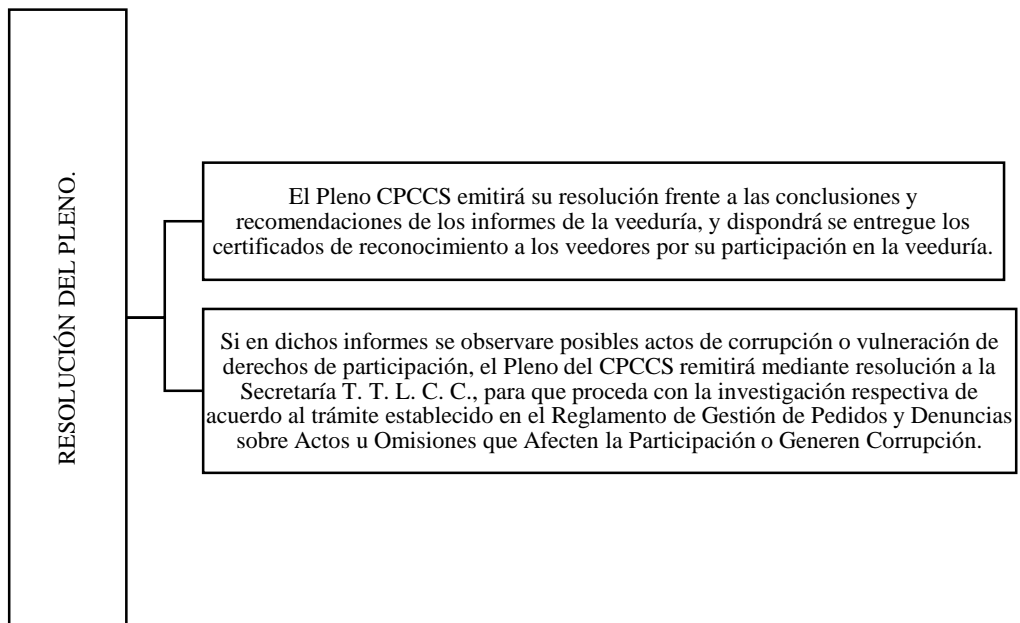 RESOLUCIÓN DEL PLENO.
El Pleno CPCCS emitirá su resolución frente a las conclusiones y
recomendaciones de los informes de la veeduría, y dispondrá se entregue los
certificados de reconocimiento a los veedores por su participación en la veeduría.
Si en dichos informes se observare posibles actos de corrupción o vulneración de
derechos de participación, el Pleno del CPCCS remitirá mediante resolución a la
Secretaría T. T. L. C. C., para que proceda con la investigación respectiva de
acuerdo al trámite establecido en el Reglamento de Gestión de Pedidos y Denuncias
sobre Actos u Omisiones que Afecten la Participación o Generen Corrupción.